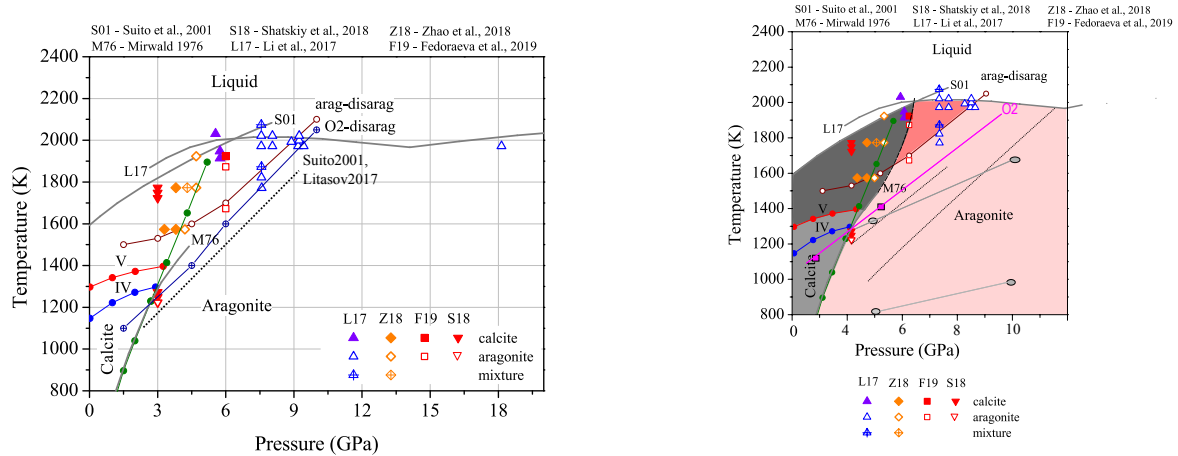 S01 - Suito et al., 2001 S18 - Shatskiy et al., 2018 Z18 - Zhao et al., 2018
M76 - Mirwald 1976 L17 - Li et al., 2017 F19 - Fedoraeva et al., 2019
2400
2200
2000
1800
1600
1400
1200
1000
800
Temperature (K)
Liquid
arag-disarag
S01
O2-disarag
Suito2001,
Litasov2017
L17
M76
V
IV
Aragonite
Calcite
L17 Z18 F19 S18
calcite
aragonite
mixture
0 3 6 9 12 15 18
Pressure (GPa)
S01 - Suito et al., 2001 S18 - Shatskiy et al., 2018 Z18 - Zhao et al., 2018
M76 - Mirwald 1976 L17 - Li et al., 2017 F19 - Fedoraeva et al., 2019
2400
2200
2000
1800
1600
1400
1200
1000
800
Temperature (K)
Liquid
arag-disarag
S01
O2
L17
M76
V
IV
Aragonite
Calcite
0 2 4 6 8 10
Pressure (GPa)
L17 Z18 F19 S18
calcite
aragonite
mixture